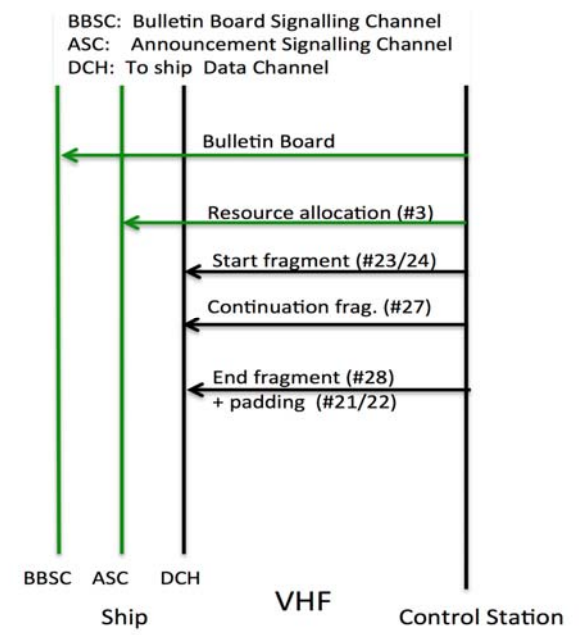 BBSC: Bulletin Board Signalling Channel
ASC: Announcement Signalling Channel
DCH: To ship Data Channel
Bulletin Board
Resource allocation (#3)
Start fragment (#23/24)
Continuation frag. (#27)
End fragment (#28)
+ padding (#21/22)
BBSC ASC DCH
VHF
Ship Control Station